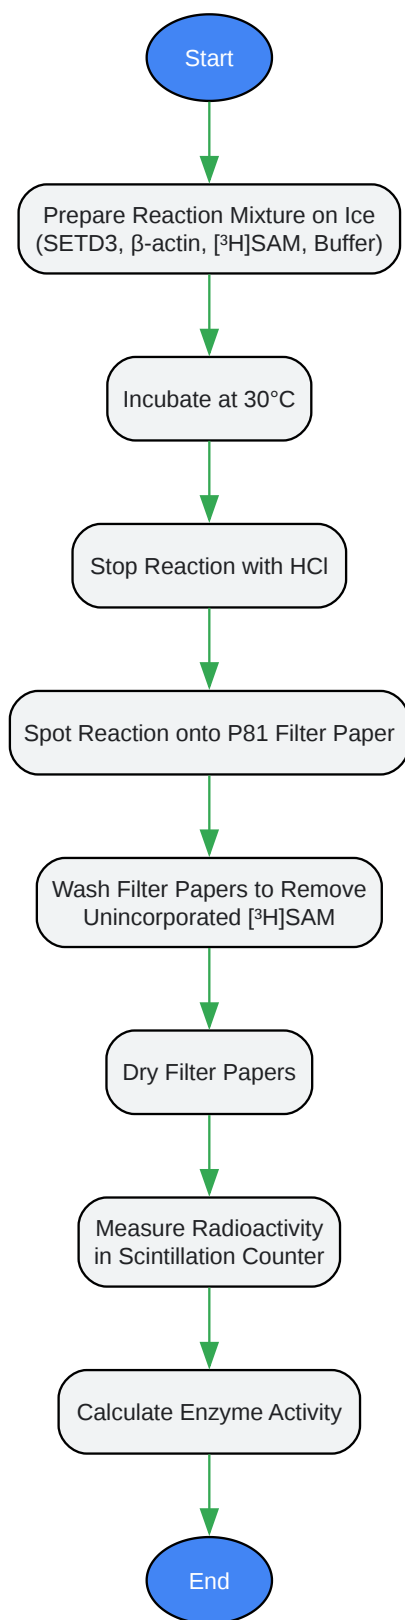 Start
Prepare Reaction Mixture on Ice
(SETD3, β-actin, [³H]SAM, Buffer)
Incubate at 30°C
Stop Reaction with HCl
Spot Reaction onto P81 Filter Paper
Wash Filter Papers to Remove
Unincorporated [³H]SAM
Dry Filter Papers
Measure Radioactivity
in Scintillation Counter
Calculate Enzyme Activity
End